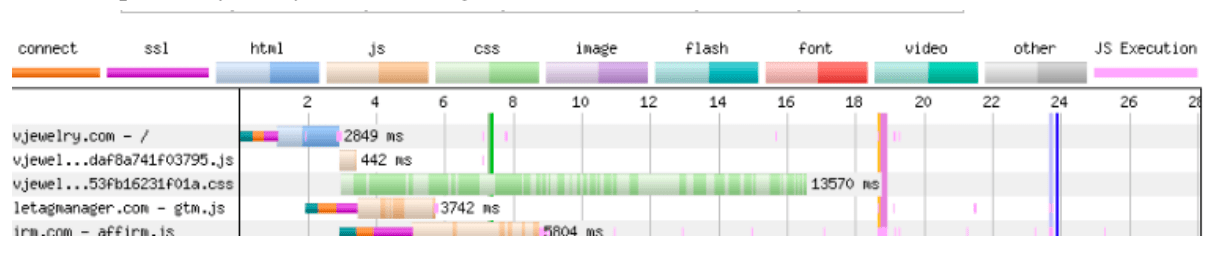 connect ssl html js css image flash font video other JS Execution
2 4 6 8 10 12 14 16 18 20 22 24 26 28
vjewelry.com - / 2849 ms
vjewel...daf8a741f03795.js 442 ms
vjewel...53fb16231f01a.css 13570 ms
letagmanager.com - gtm.js 3742 ms
irm.com - affirm.js 5804 ms